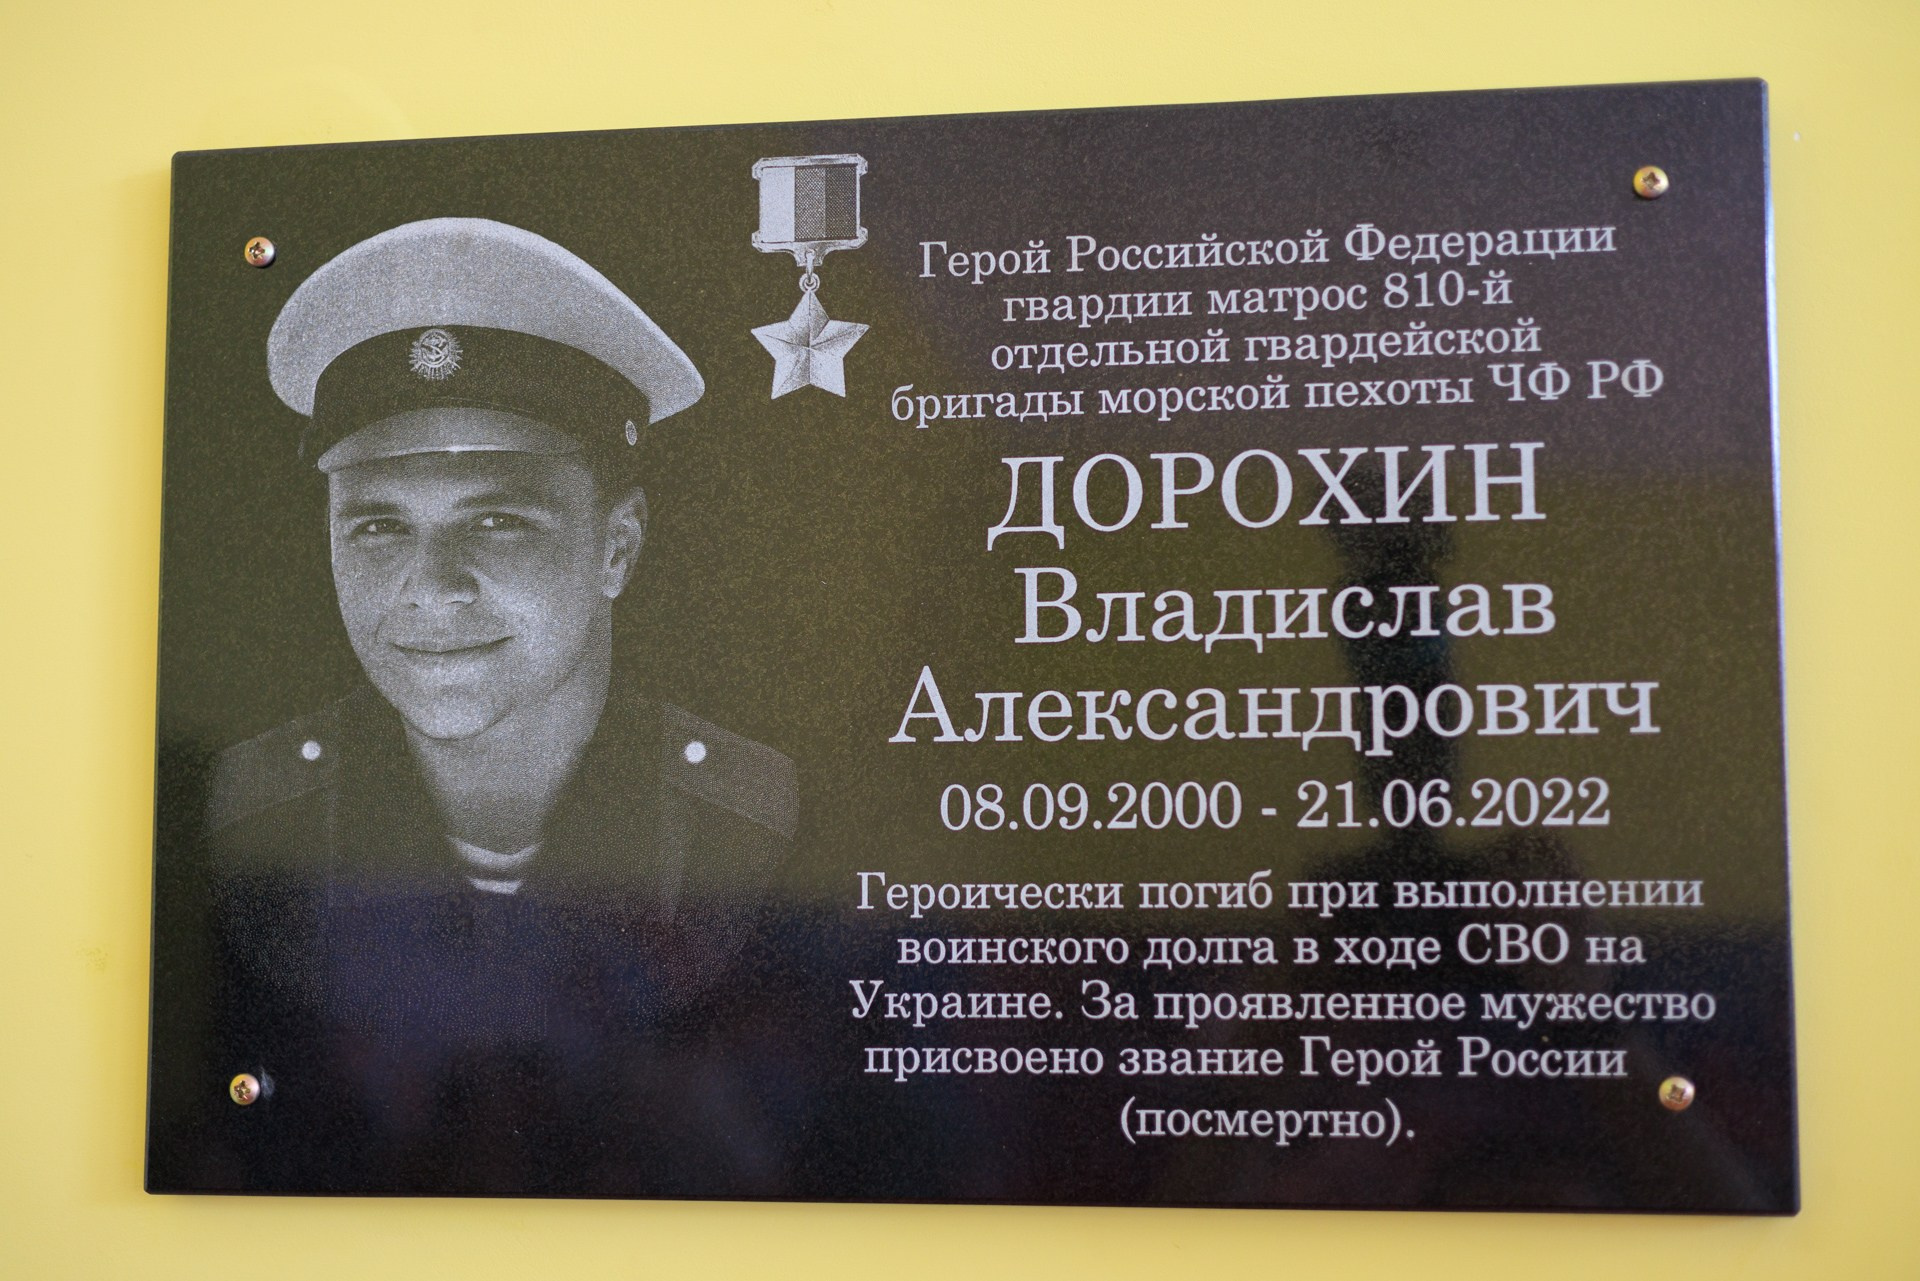 Герой Российской Федерации
гвардии матрос 810-й
отдельной гвардейской
бригады морской пехоты ЧФ РФ
ДОРОХИН
Владислав
Александрович
08.09.2000 - 21.06.2022
Героически погиб при выполнении
воинского долга в ходе СВО на
Украине. За проявленное мужество
присвоено звание Герой России
(посмертно).